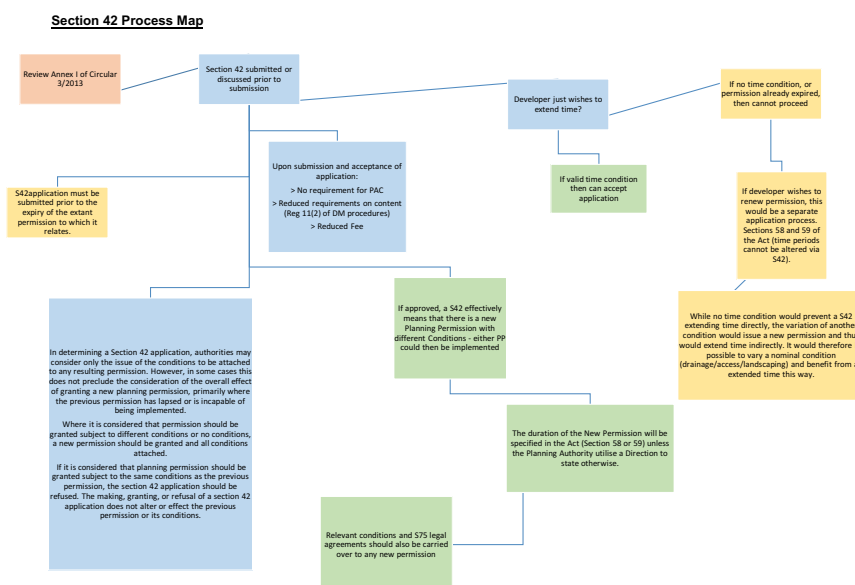 Section 42 Process Map
Review Annex I of Circular
3/2013
Section 42 submitted or
discussed prior to
submission
Developer just wishes to
extend time?
If no time condition, or
permission already expired,
then cannot proceed
S42application must be
submitted prior to the
expiry of the extant
permission to which it
relates.
Upon submission and acceptance of
application:
> No requirement for PAC
> Reduced requirements on content
(Reg 11(2) of DM procedures)
> Reduced Fee
If valid time condition
then can accept
application
If developer wishes to
renew permission, this
would be a separate
application process.
Sections 58 and 59 of
the Act (time periods
cannot be altered via
S42).
In determining a Section 42 application, authorities may
consider only the issue of the conditions to be attached
to any resulting permission. However, in some cases this
does not preclude the consideration of the overall effect
of granting a new planning permission, primarily where
the previous permission has lapsed or is incapable of
being implemented.
Where it is considered that permission should be
granted subject to different conditions or no conditions,
a new permission should be granted and all conditions
attached.
If it is considered that planning permission should be
granted subject to the same conditions as the previous
permission, the section 42 application should be
refused. The making, granting, or refusal of a section 42
application does not alter or effect the previous
permission or its conditions.
If approved, a S42 effectively
means that there is a new
Planning Permission with
different Conditions - either PP
could then be implemented
While no time condition would prevent a S42
extending time directly, the variation of another
condition would issue a new permission and thu
would extend time indirectly. It would therefore
possible to vary a nominal condition
(drainage/access/landscaping) and benefit from a
extended time this way.
The duration of the New Permission will be
specified in the Act (Section 58 or 59) unless
the Planning Authority utilise a Direction to
state otherwise.
Relevant conditions and S75 legal
agreements should also be carried
over to any new permission